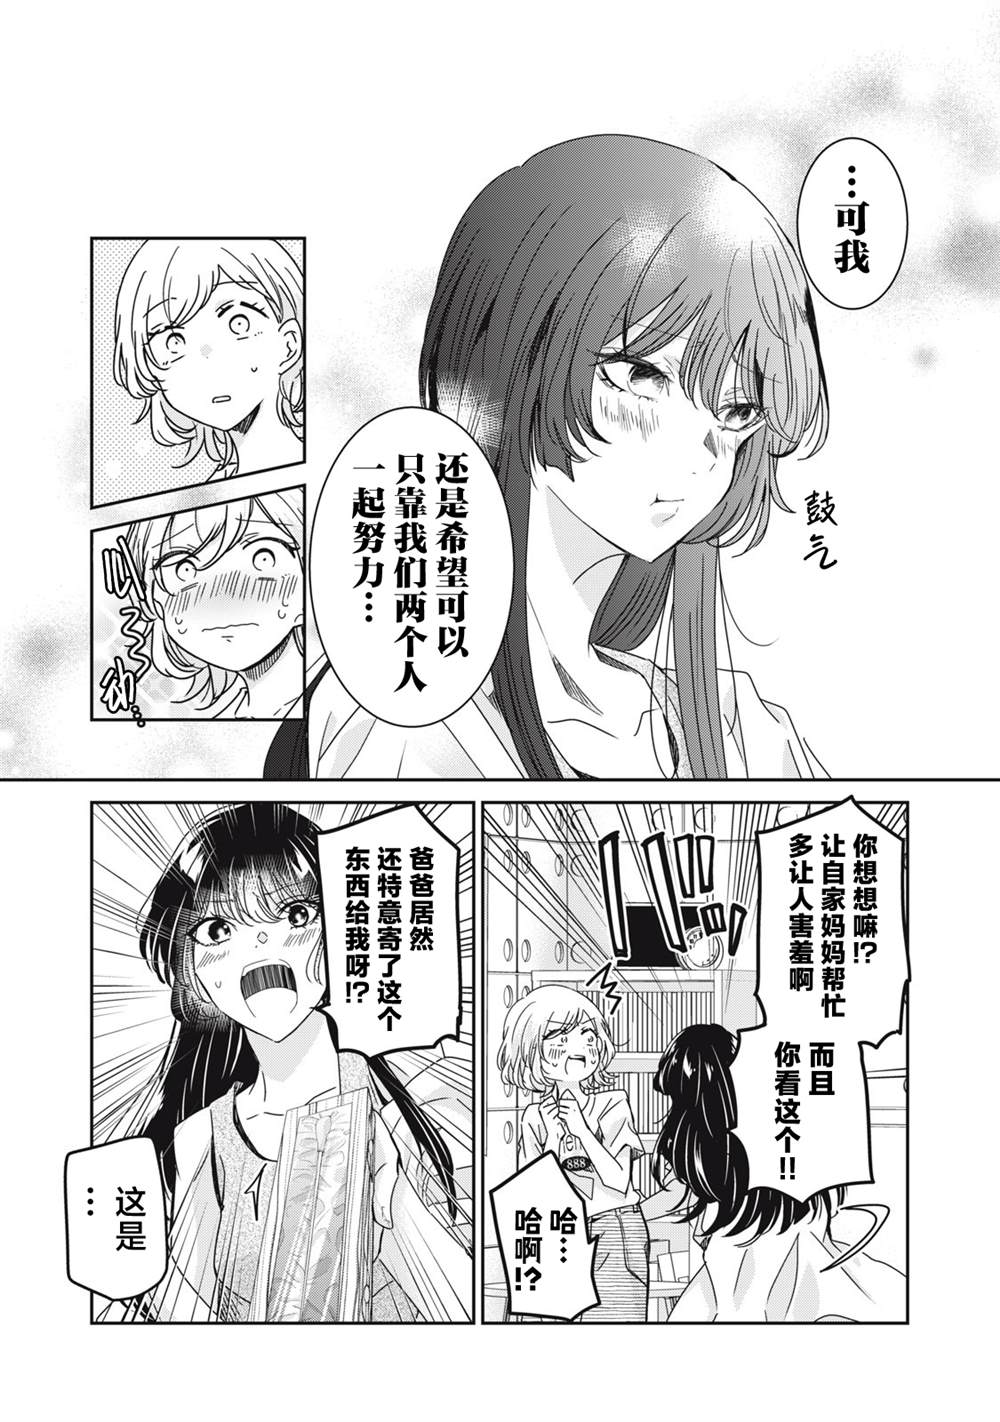 …可我
还是希望可以
只靠我们两个人
一起努力…
鼓气
心动…
你想想嘛!?
让自家妈妈帮忙
多让人害羞啊
而且
你看这个!!
哈…
哈啊!?
888
爸爸居然
还特意寄了这个
东西给我呀!?
这是
…